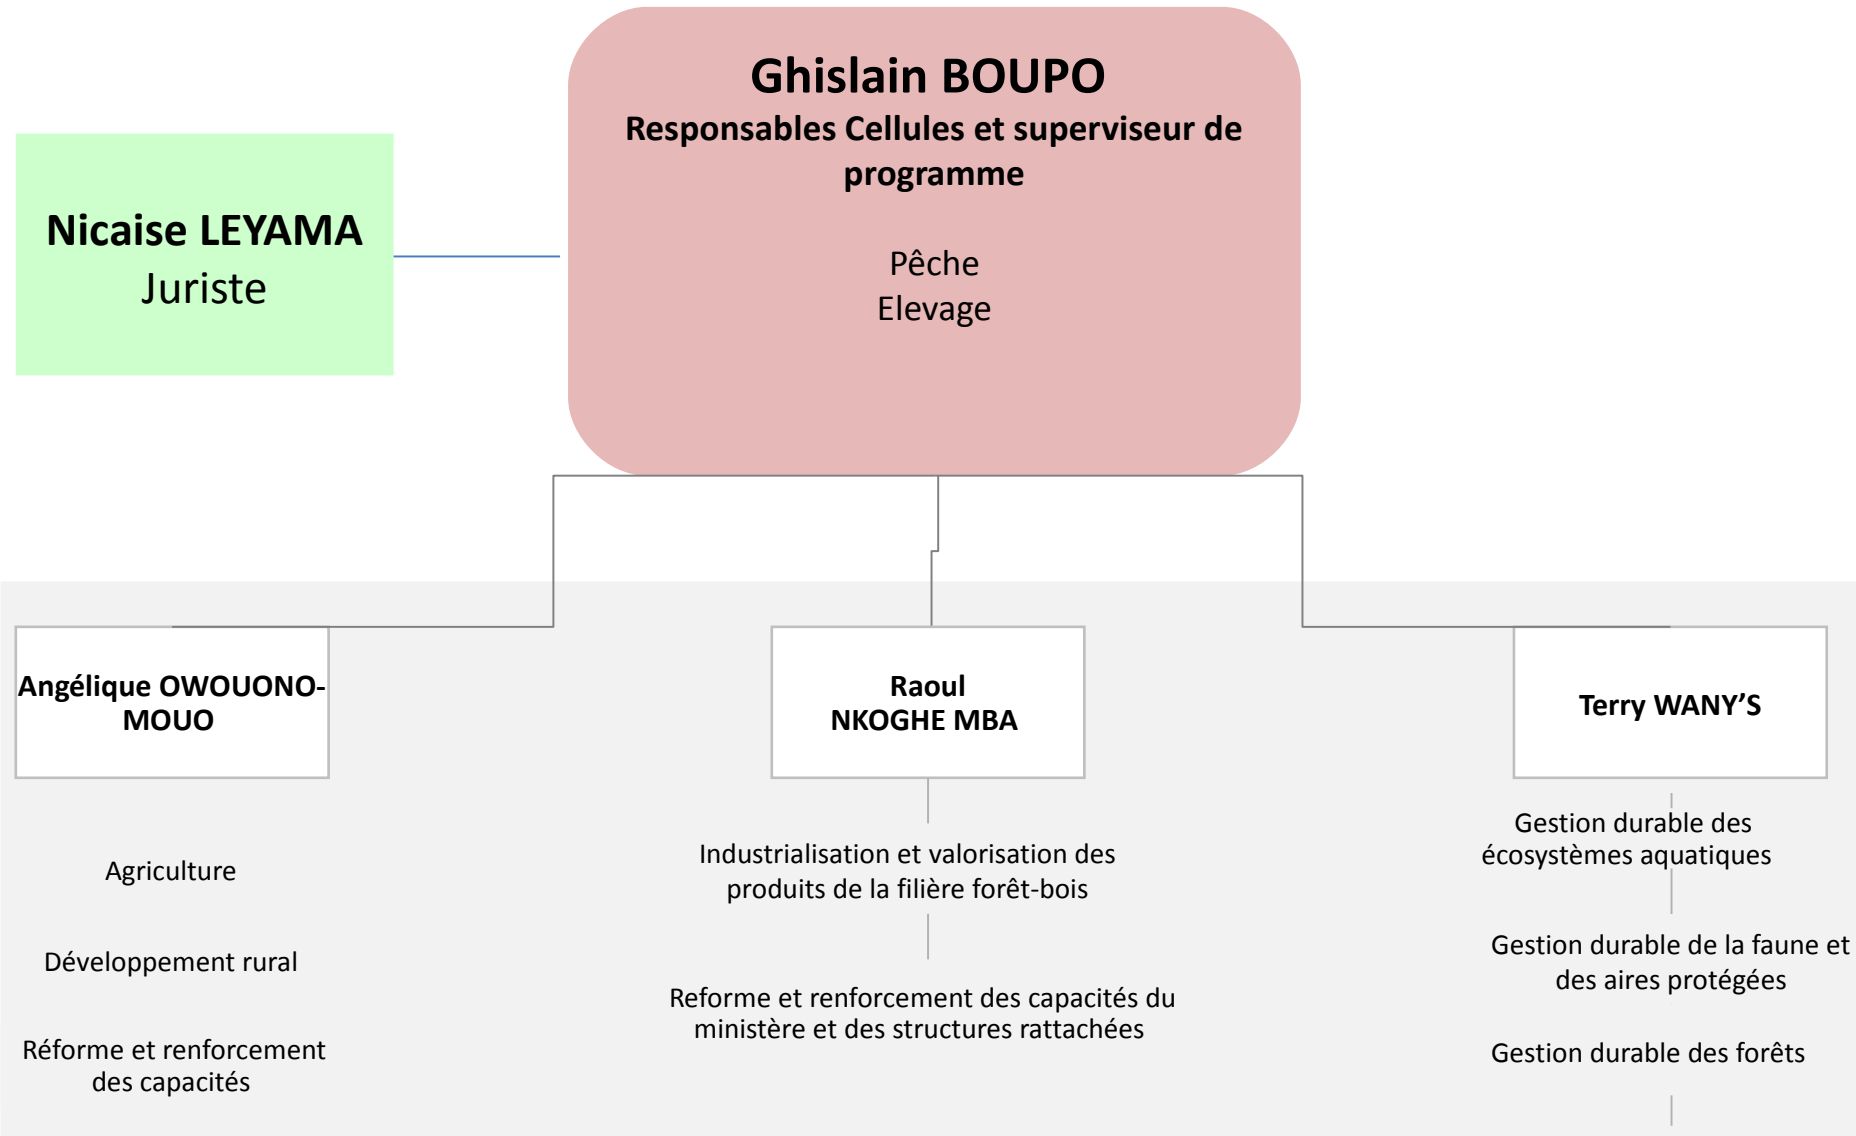 Ghislain BOUPO
Responsables Cellules et superviseur de
programme
Pêche
Elevage
Nicaise LEYAMA
Juriste
Angélique OWOUONO-
MOUO
Agriculture
Développement rural
Réforme et renforcement
des capacités
Raoul
NKOGHE MBA
Industrialisation et valorisation des
produits de la filière forêt-bois
Reforme et renforcement des capacités du
ministère et des structures rattachées
Terry WANY’S
Gestion durable des
écosystèmes aquatiques
Gestion durable de la faune et
des aires protégées
Gestion durable des forêts